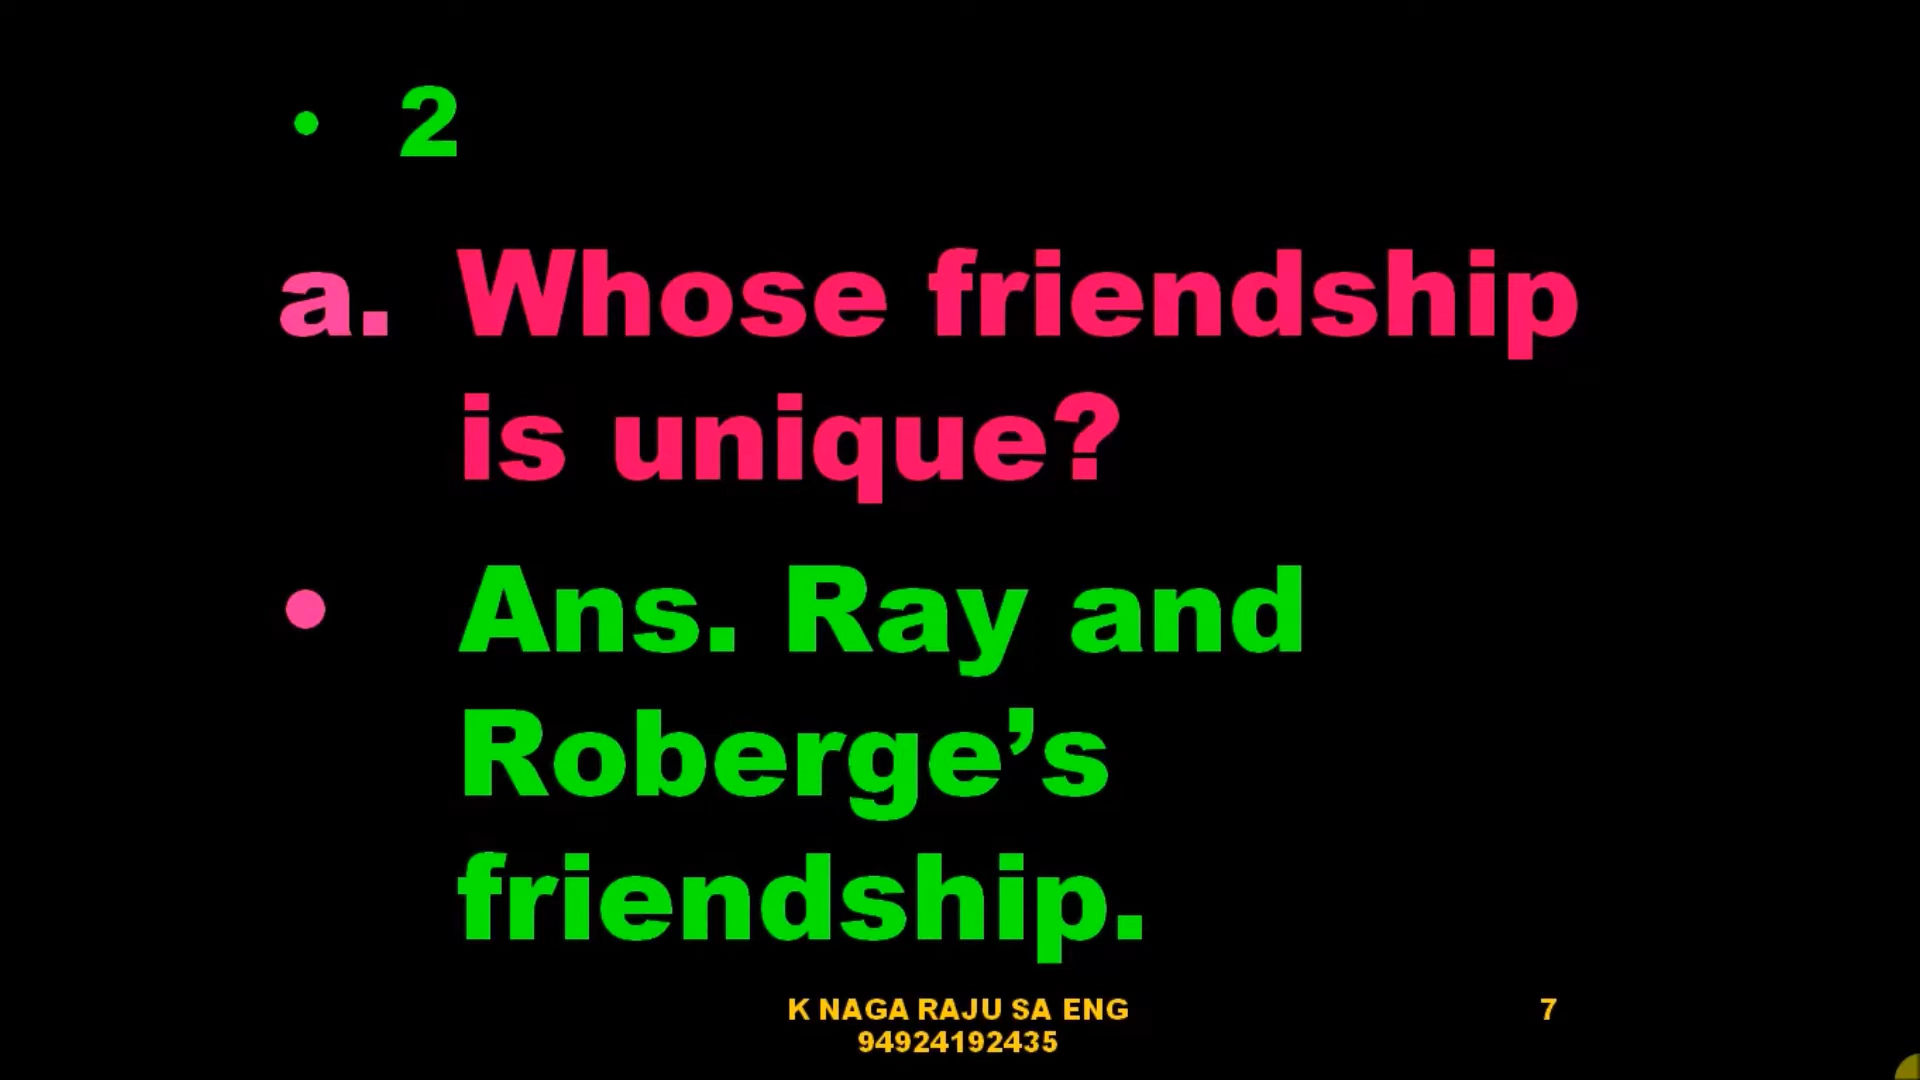 • 2
a. Whose friendship
is unique?
• Ans. Ray and
Roberge’s
friendship.
K NAGA RAJU SA ENG
94924192435
7